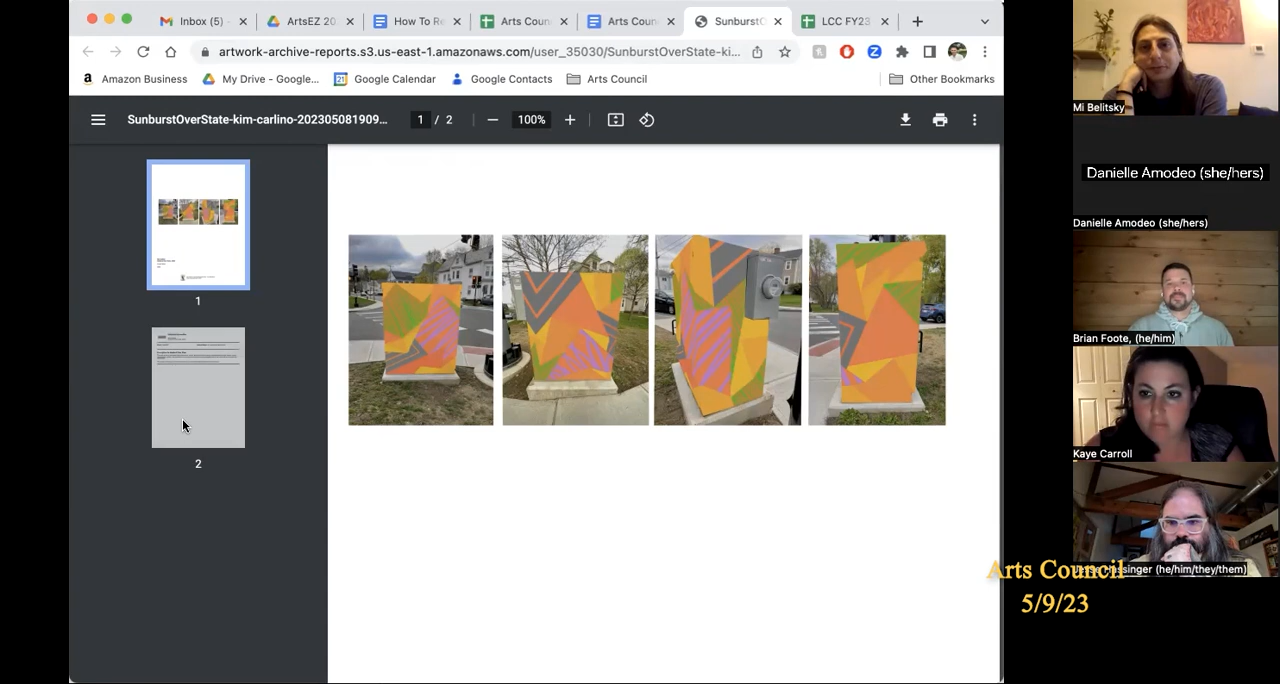 Inbox (5) -
ArtsEZ 20
How To Re
Arts Coun
Arts Coun
SunburstO
LCC FY23
artwork-archive-reports.s3.us-east-1.amazonaws.com/user_35030/SunburstOverState-ki...
Amazon Business
My Drive - Google...
Google Calendar
Google Contacts
Arts Council
Other Bookmarks
SunburstOverState-kim-carlino-202305081909...
1 / 2
100%
1
2
Mi Belitsky
Danielle Amodeo (she/hers)
Danielle Amodeo (she/hers)
Brian Foote, (he/him)
Kaye Carroll
Hassinger (he/him/they/them)
Arts Council
5/9/23